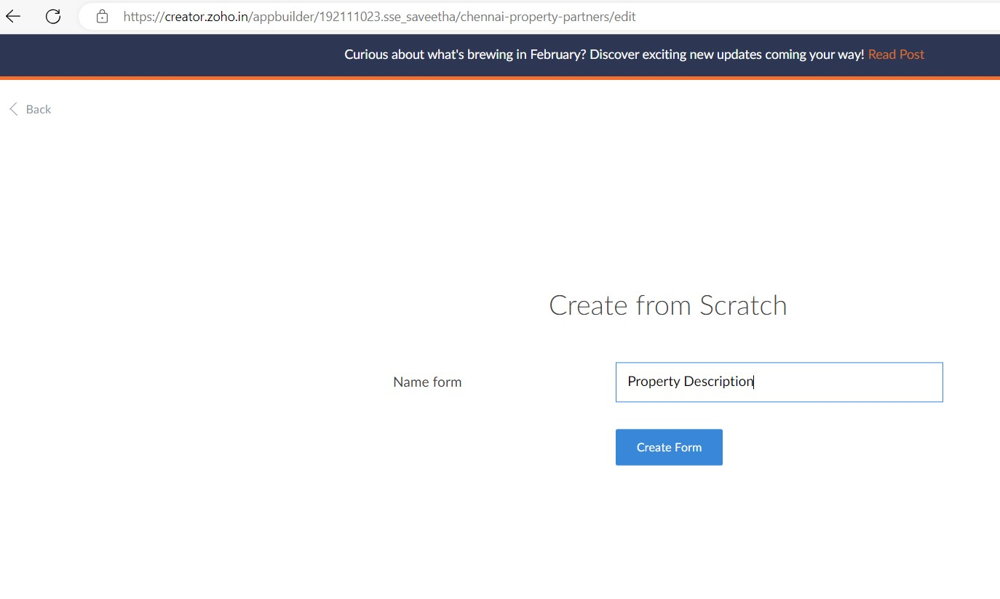 https://creator.zoho.in/appbuilder/192111023.sse_saveetha/chennai-property-partners/edit
Curious about what's brewing in February? Discover exciting new updates coming your way! Read Post
Back
Create from Scratch
Name form
Property Description
Create Form